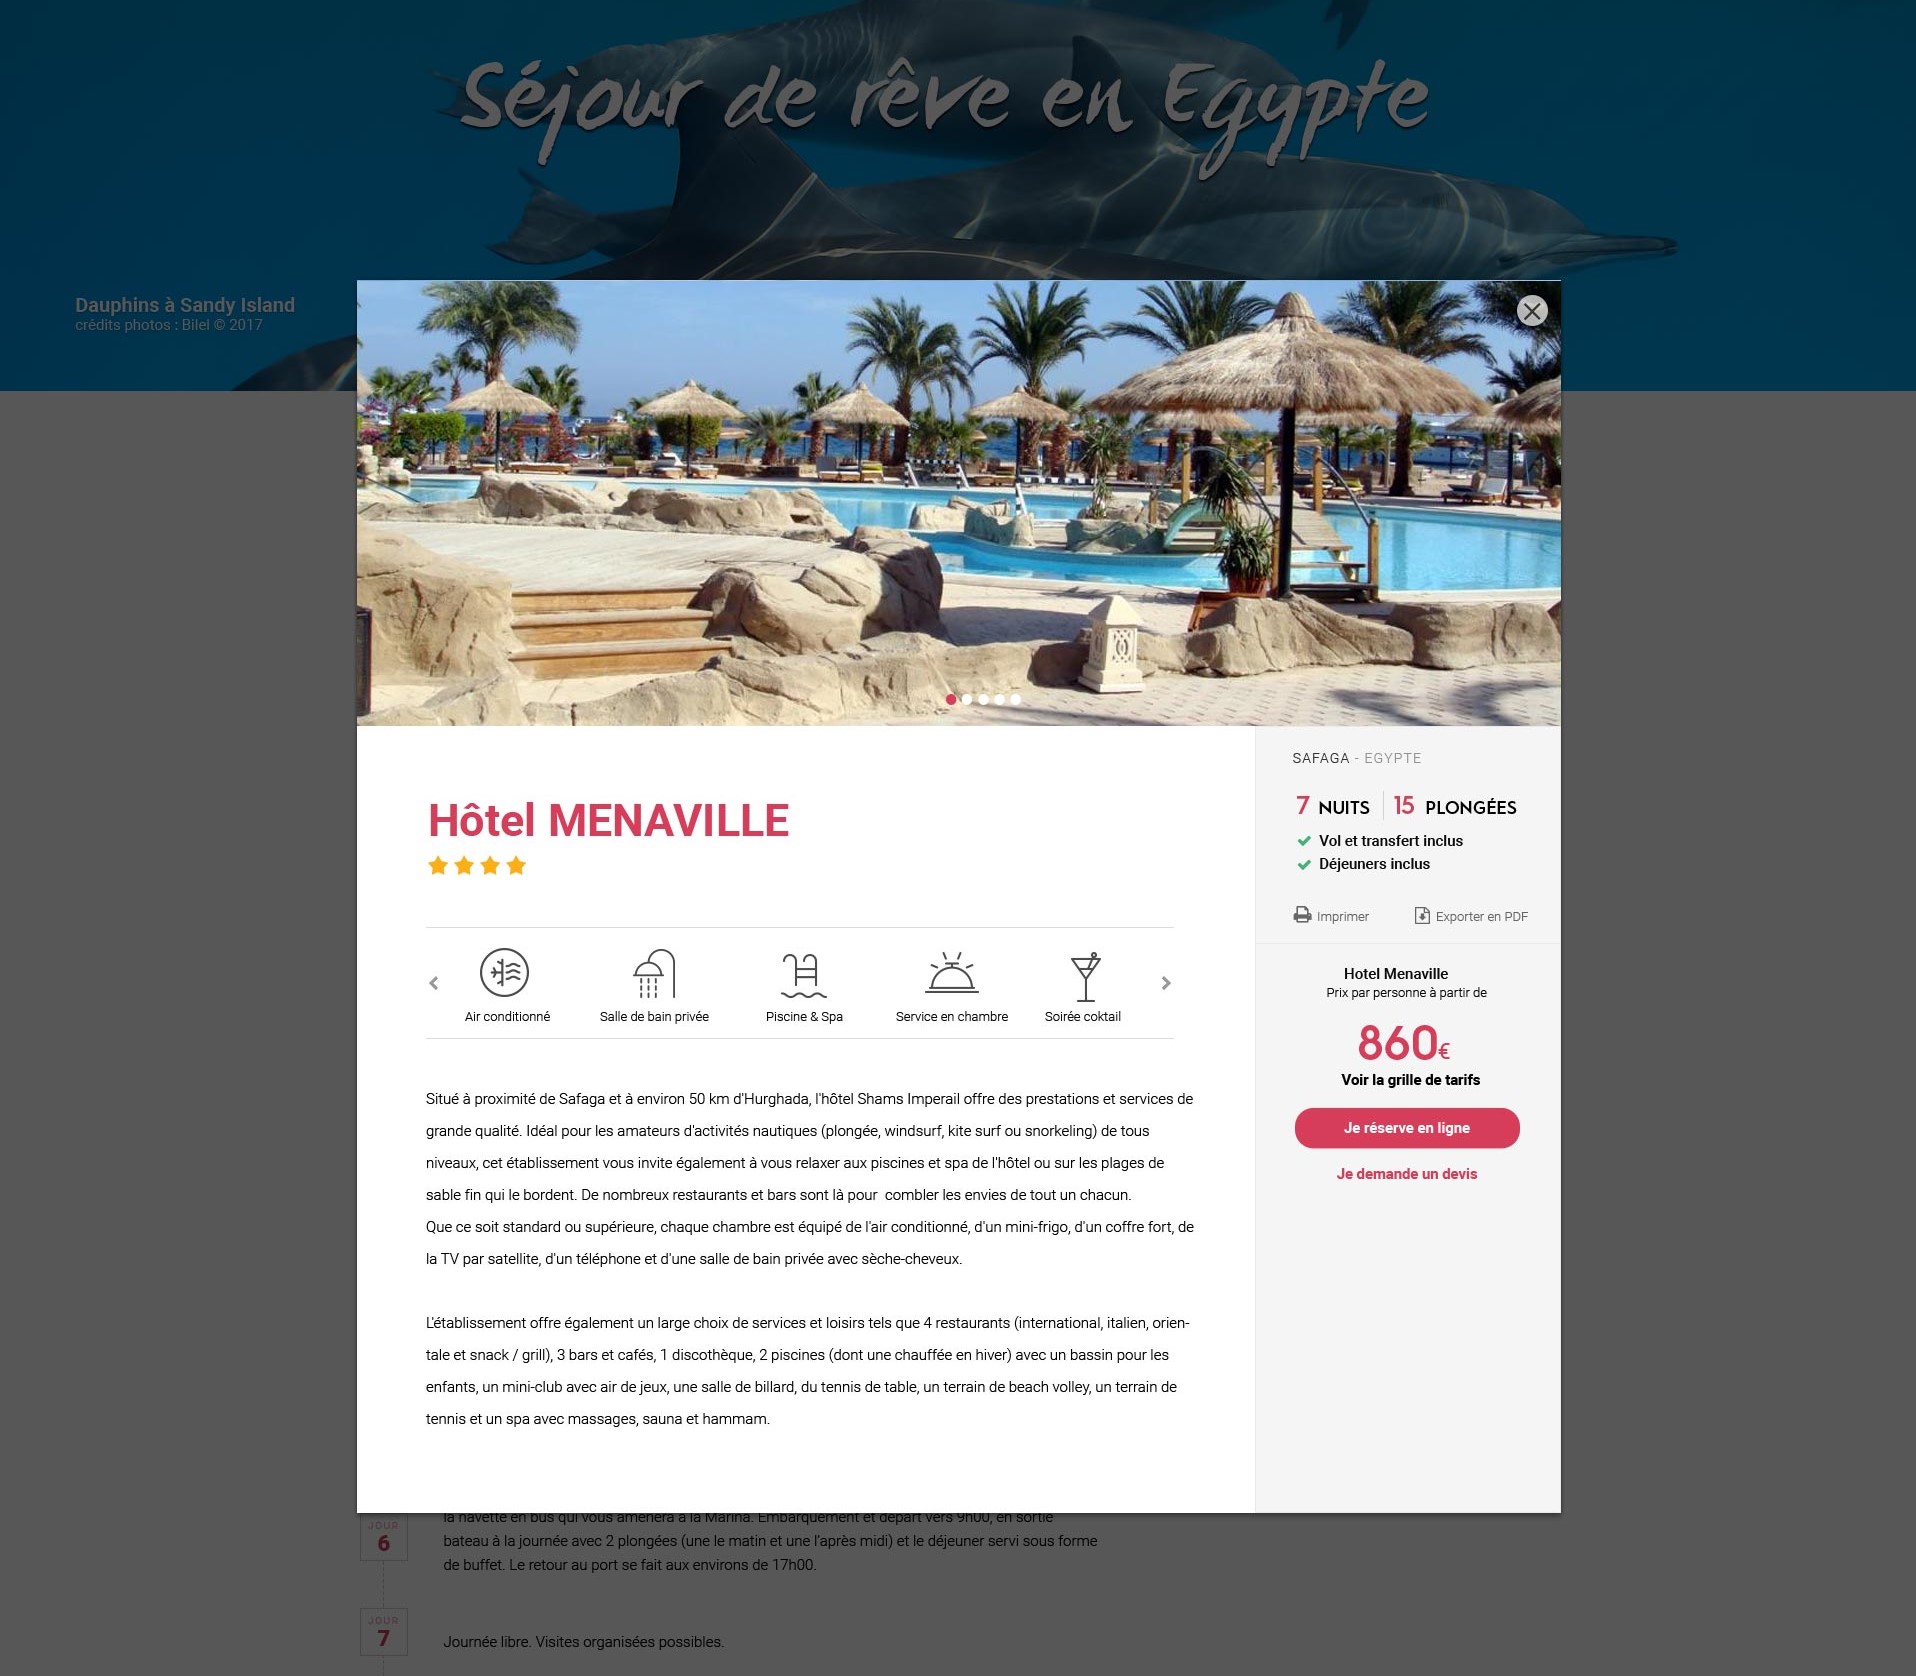 Séjour de rêve en Egypte
Dauphins à Sandy Island
crédits photos : Bilel © 2017
Hôtel MENAVILLE
Air conditionné
Salle de bain privée
Piscine & Spa
Service en chambre
Soirée coktail
Situé à proximité de Safaga et à environ 50 km d'Hurghada, l'hôtel Shams Imperail offre des prestations et services de
grande qualité. Idéal pour les amateurs d'activités nautiques (plongée, windsurf, kite surf ou snorkeling) de tous
niveaux, cet établissement vous invite également à vous relaxer aux piscines et spa de l'hôtel ou sur les plages de
sable fin qui le bordent. De nombreux restaurants et bars sont là pour  combler les envies de tout un chacun.
Que ce soit standard ou supérieure, chaque chambre est équipé de l'air conditionné, d'un mini-frigo, d'un coffre fort, de
la TV par satellite, d'un téléphone et d'une salle de bain privée avec sèche-cheveux.
L'établissement offre également un large choix de services et loisirs tels que 4 restaurants (international, italien, orien-
tale et snack / grill), 3 bars et cafés, 1 discothèque, 2 piscines (dont une chauffée en hiver) avec un bassin pour les
enfants, un mini-club avec air de jeux, une salle de billard, du tennis de table, un terrain de beach volley, un terrain de
tennis et un spa avec massages, sauna et hammam.
SAFAGA - EGYPTE
7 NUITS 15 PLONGÉES
Vol et transfert inclus
Déjeuners inclus
Imprimer
Exporter en PDF
Hotel Menaville
Prix par personne à partir de
860€
Voir la grille de tarifs
Je réserve en ligne
Je demande un devis
JOUR
6
la navette en bus qui vous amènera à la Marina. Embarquement et départ vers 9h00, en sortie
bateau à la journée avec 2 plongées (une le matin et une l'après midi) et le déjeuner servi sous forme
de buffet. Le retour au port se fait aux environs de 17h00.
JOUR
7
Journée libre. Visites organisées possibles.